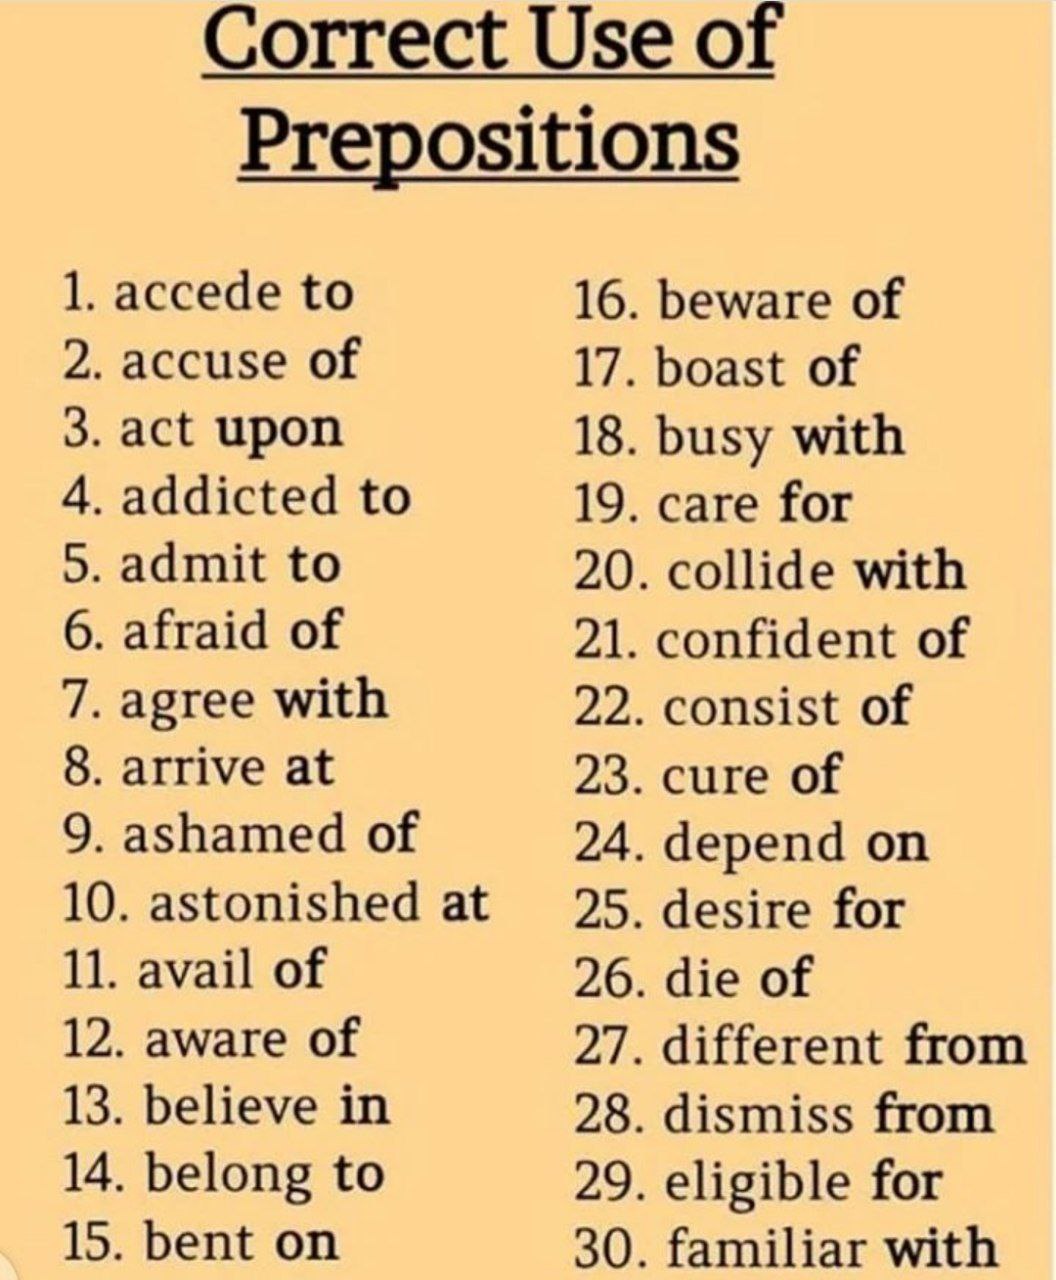 Correct Use of
Prepositions
1. accede to
2. accuse of
3. act upon
4. addicted to
5. admit to
6. afraid of
7. agree with
8. arrive at
9. ashamed of
10. astonished at
11. avail of
12. aware of
13. believe in
14. belong to
15. bent on
16. beware of
17. boast of
18. busy with
19. care for
20. collide with
21. confident of
22. consist of
23. cure of
24. depend on
25. desire for
26. die of
27. different from
28. dismiss from
29. eligible for
30. familiar with